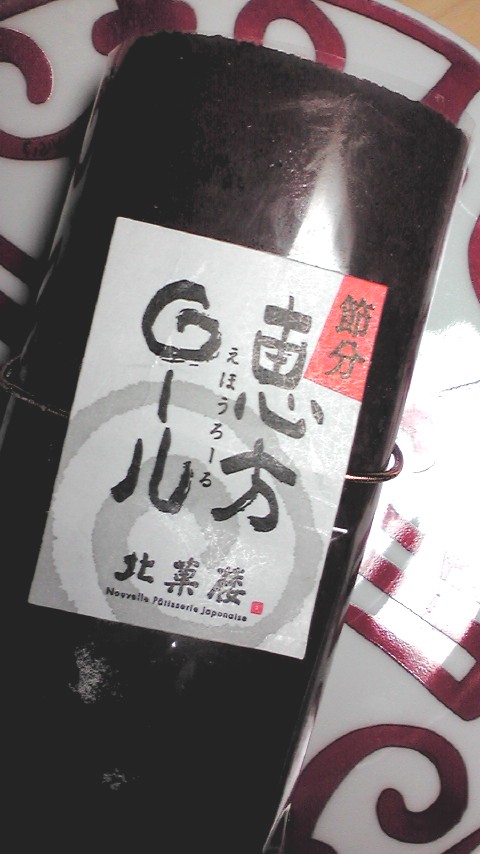 節分
恵方
ロール
えほうろーる
北菓楼
Nouvelle Pâtisserie Japonaise